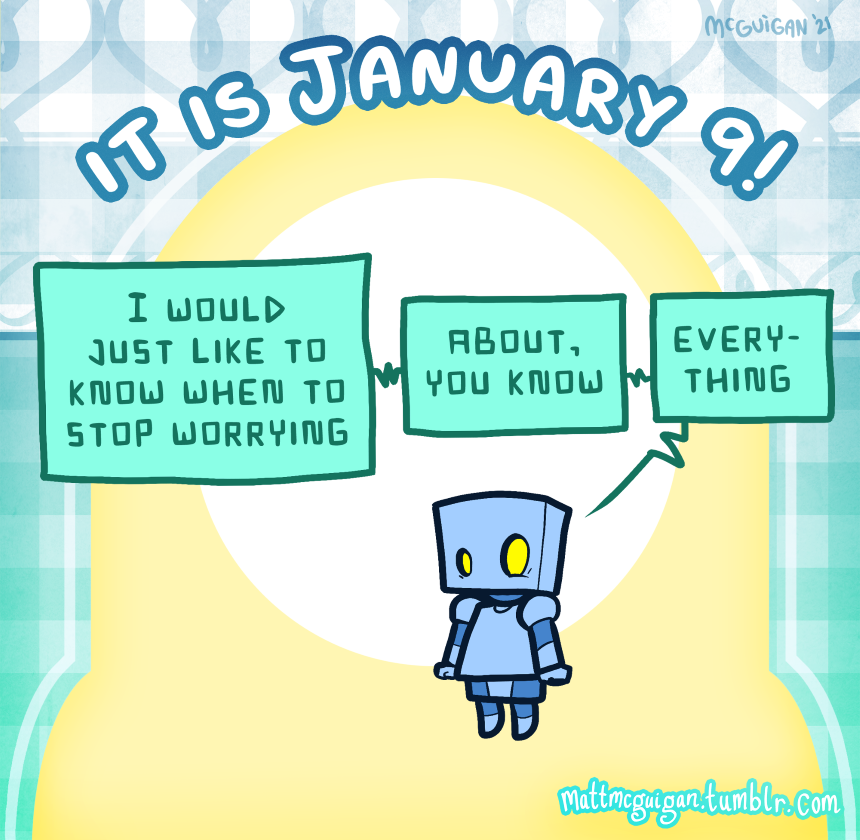 McGUiGAN '21
IT IS JANUARY 9!
I WOULD
JUST LIKE TO
KNOW WHEN TO
STOP WORRYING
ABOUT,
YOU KNOW
EVERY-
THING
mattmcguigan.tumblr.com